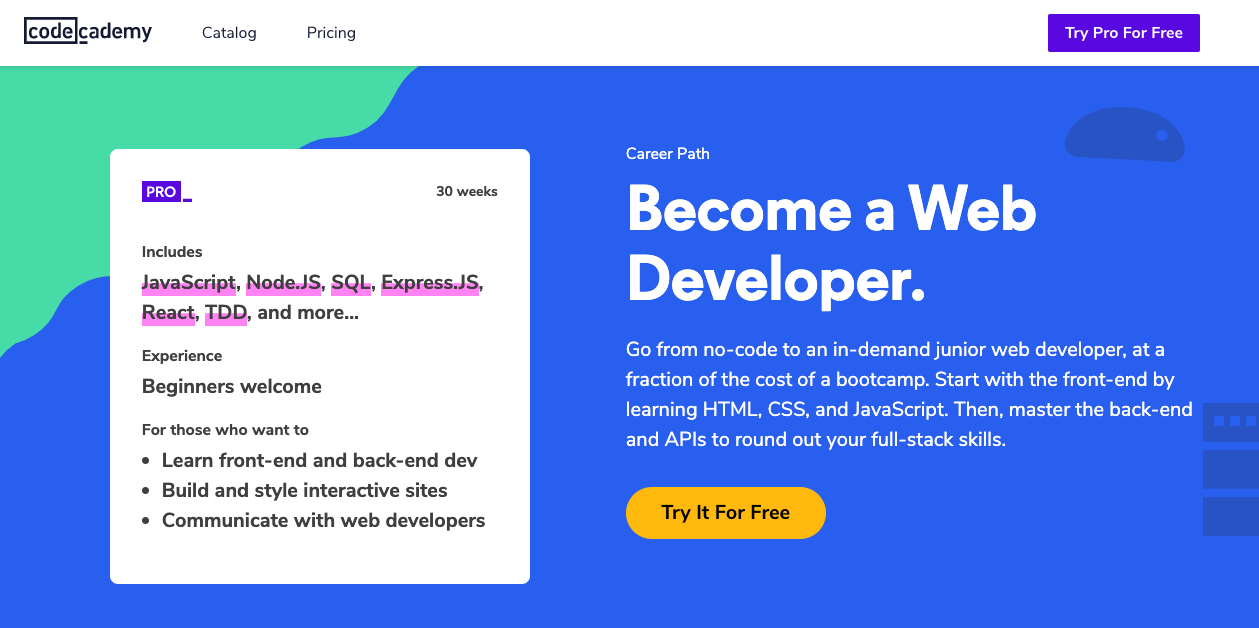 codecademy
Catalog
Pricing
Try Pro For Free
PRO_
30 weeks
Includes
JavaScript, Node.JS, SQL, Express.JS,
React, TDD, and more...
Experience
Beginners welcome
For those who want to
• Learn front-end and back-end dev
• Build and style interactive sites
• Communicate with web developers
Career Path
Become a Web
Developer.
Go from no-code to an in-demand junior web developer, at a
fraction of the cost of a bootcamp. Start with the front-end by
learning HTML, CSS, and JavaScript. Then, master the back-end
and APIs to round out your full-stack skills.
Try It For Free